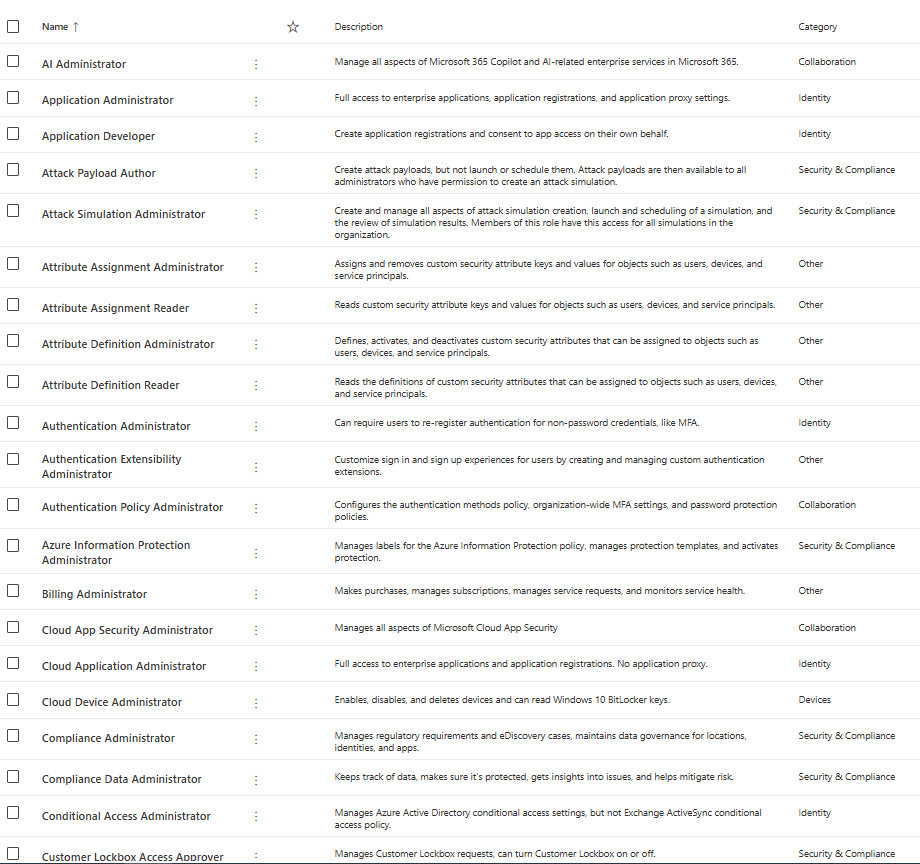 Name ↑ Description Category
AI Administrator Manage all aspects of Microsoft 365 Copilot and AI-related enterprise services in Microsoft 365. Collaboration
Application Administrator Full access to enterprise applications, application registrations, and application proxy settings. Identity
Application Developer Create application registrations and consent to app access on their own behalf. Identity
Attack Payload Author Create attack payloads, but not launch or schedule them. Attack payloads are then available to all Security & Compliance
administrators who have permission to create an attack simulation.
Attack Simulation Administrator Create and manage all aspects of attack simulation creation, launch and scheduling of a simulation, and Security & Compliance
the review of simulation results. Members of this role have this access for all simulations in the
organization.
Attribute Assignment Administrator Assigns and removes custom security attribute keys and values for objects such as users, devices, and Other
service principals.
Attribute Assignment Reader Reads custom security attribute keys and values for objects such as users, devices, and service principals. Other
Attribute Definition Administrator Defines, activates, and deactivates custom security attributes that can be assigned to objects such as Other
users, devices, and service principals.
Attribute Definition Reader Reads the definitions of custom security attributes that can be assigned to objects such as users, devices, Other
and service principals.
Authentication Administrator Can require users to re-register authentication for non-password credentials, like MFA. Identity
Authentication Extensibility Customize sign in and sign up experiences for users by creating and managing custom authentication Other
Administrator extensions.
Authentication Policy Administrator Configures the authentication methods policy, organization-wide MFA settings, and password protection Collaboration
policies.
Azure Information Protection Manages labels for the Azure Information Protection policy, manages protection templates, and activates Security & Compliance
Administrator protection.
Billing Administrator Makes purchases, manages subscriptions, manages service requests, and monitors service health. Other
Cloud App Security Administrator Manages all aspects of Microsoft Cloud App Security Collaboration
Cloud Application Administrator Full access to enterprise applications and application registrations. No application proxy. Identity
Cloud Device Administrator Enables, disables, and deletes devices and can read Windows 10 BitLocker keys. Devices
Compliance Administrator Manages regulatory requirements and eDiscovery cases, maintains data governance for locations, Security & Compliance
identities, and apps.
Compliance Data Administrator Keeps track of data, makes sure it's protected, gets insights into issues, and helps mitigate risk. Security & Compliance
Conditional Access Administrator Manages Azure Active Directory conditional access settings, but not Exchange ActiveSync conditional Identity
access policy.
Customer Lockbox Access Approver Manages Customer Lockbox requests, can turn Customer Lockbox on or off. Security & Compliance